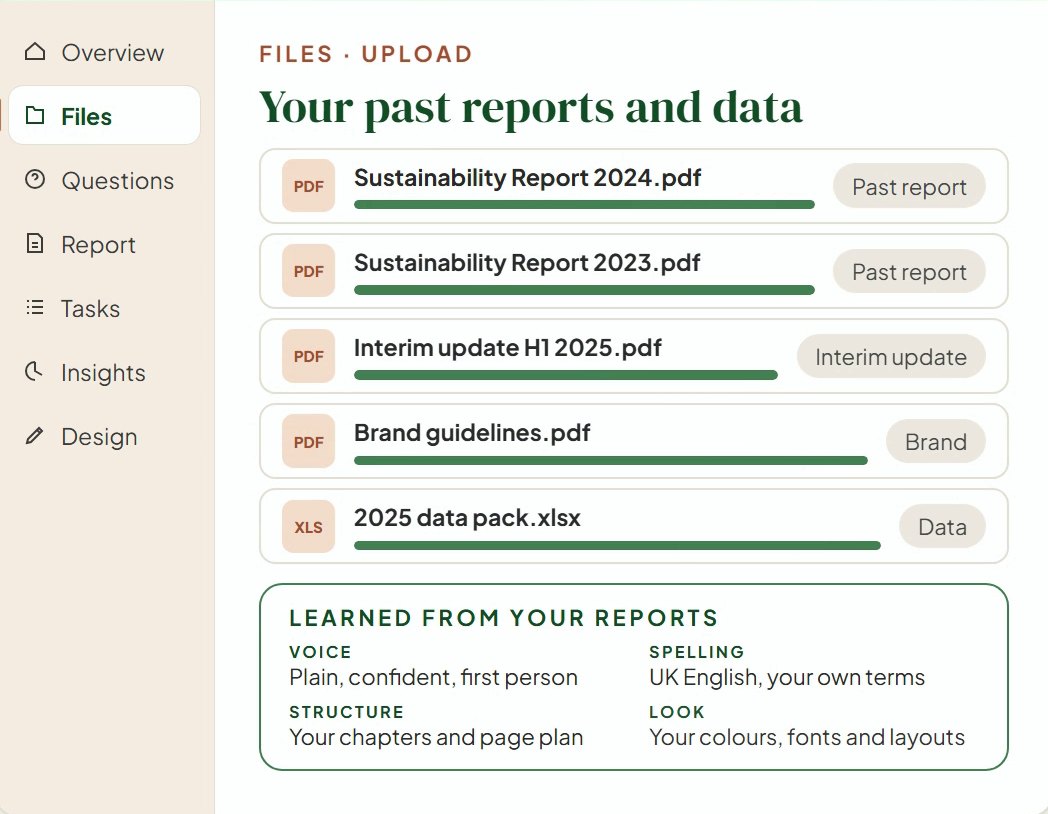 Overview
Files
Questions
Report
Tasks
Insights
Design
FILES · UPLOAD
Your past reports and data
PDF
Sustainability Report 2024.pdf
Past report
PDF
Sustainability Report 2023.pdf
Past report
PDF
Interim update H1 2025.pdf
Interim update
PDF
Brand guidelines.pdf
Brand
XLS
2025 data pack.xlsx
Data
LEARNED FROM YOUR REPORTS
VOICE
Plain, confident, first person
SPELLING
UK English, your own terms
STRUCTURE
Your chapters and page plan
LOOK
Your colours, fonts and layouts